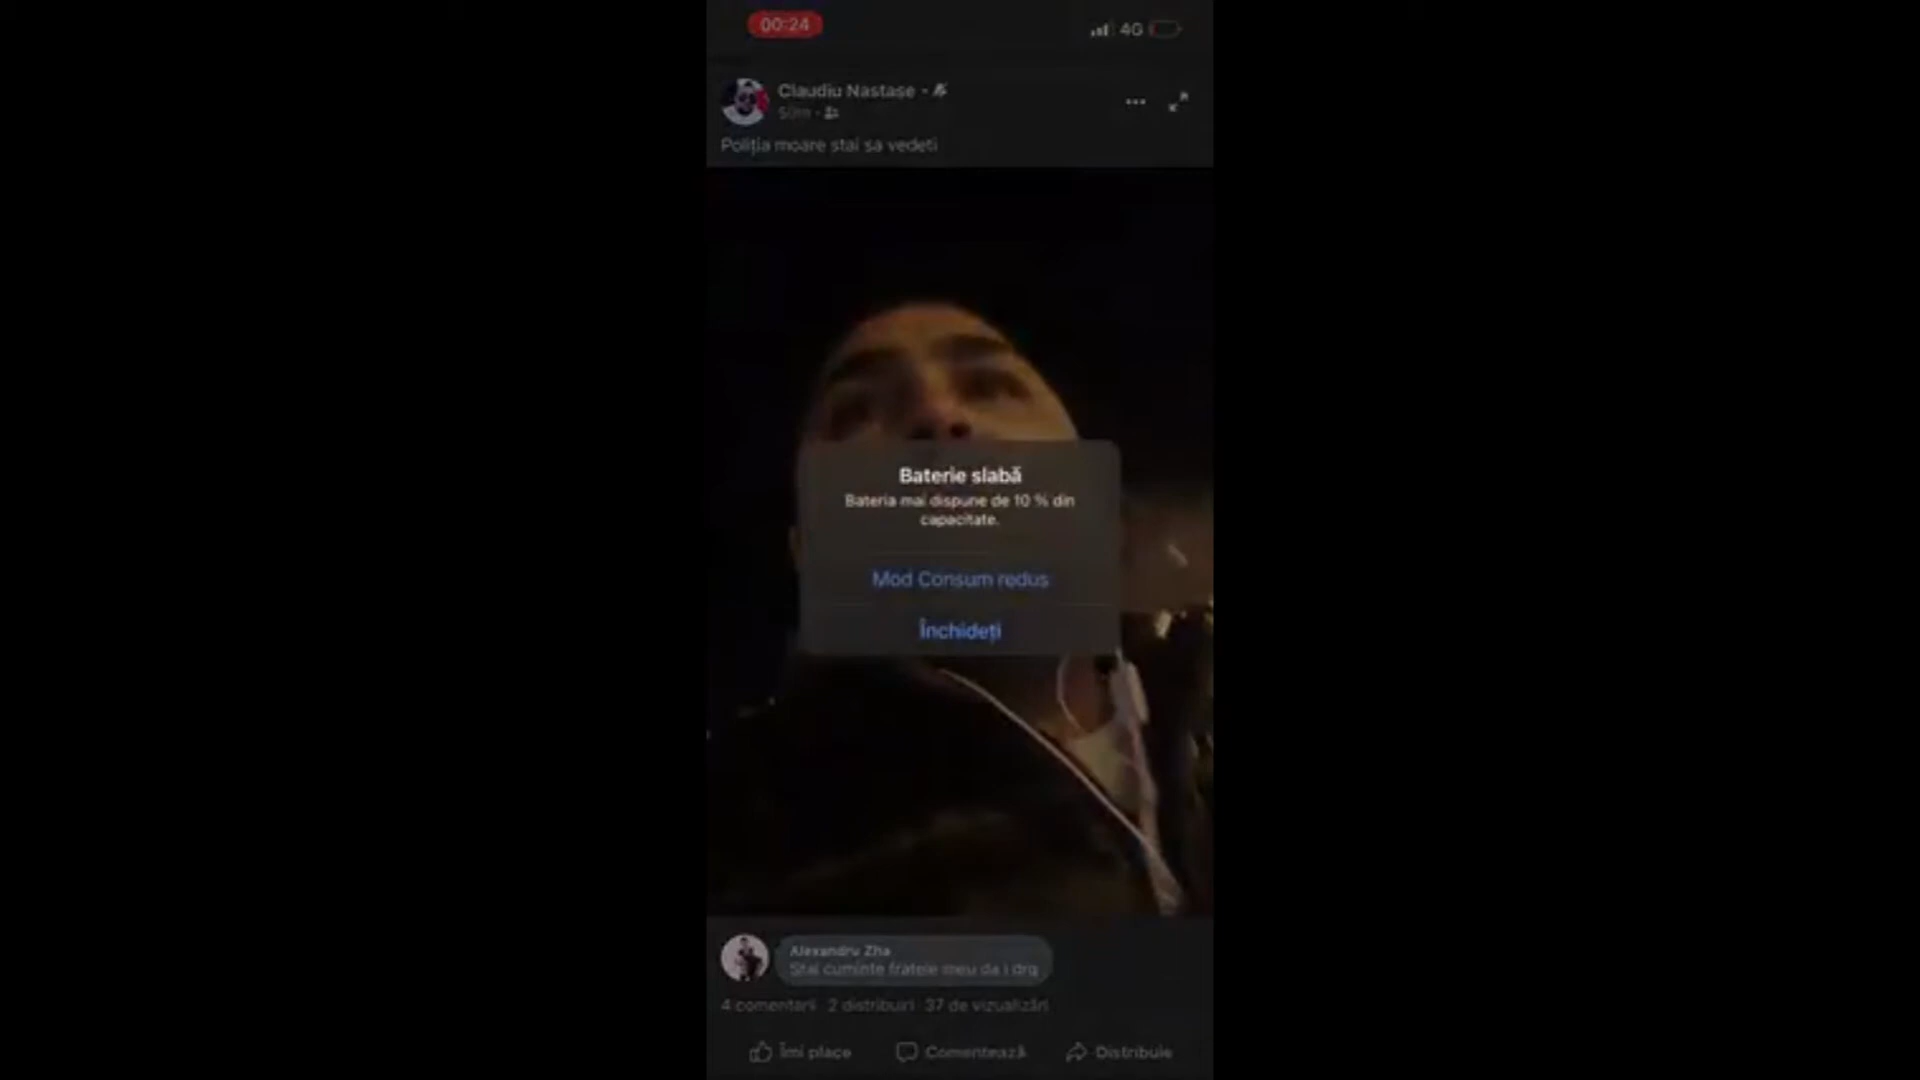 00:24
4G
Claudiu Nastase
50m
Poliția moare stai sa vedeti
Baterie slabă
Bateria mai dispune de 10 % din
capacitate.
Mod Consum redus
Închideți
Alexandru Zha
Stai cuminte fratele meu da i drq
4 comentarii 2 distribuiri 37 de vizualizări
Îmi place Comentează Distribuie